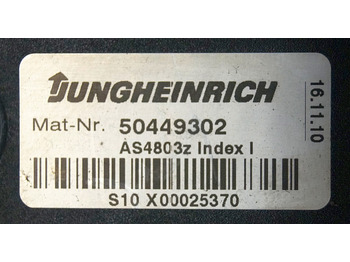 JUNGHEINRICH
Mat-Nr. 50449302
AS4803z Index I
S10 X00025370
16.11.10